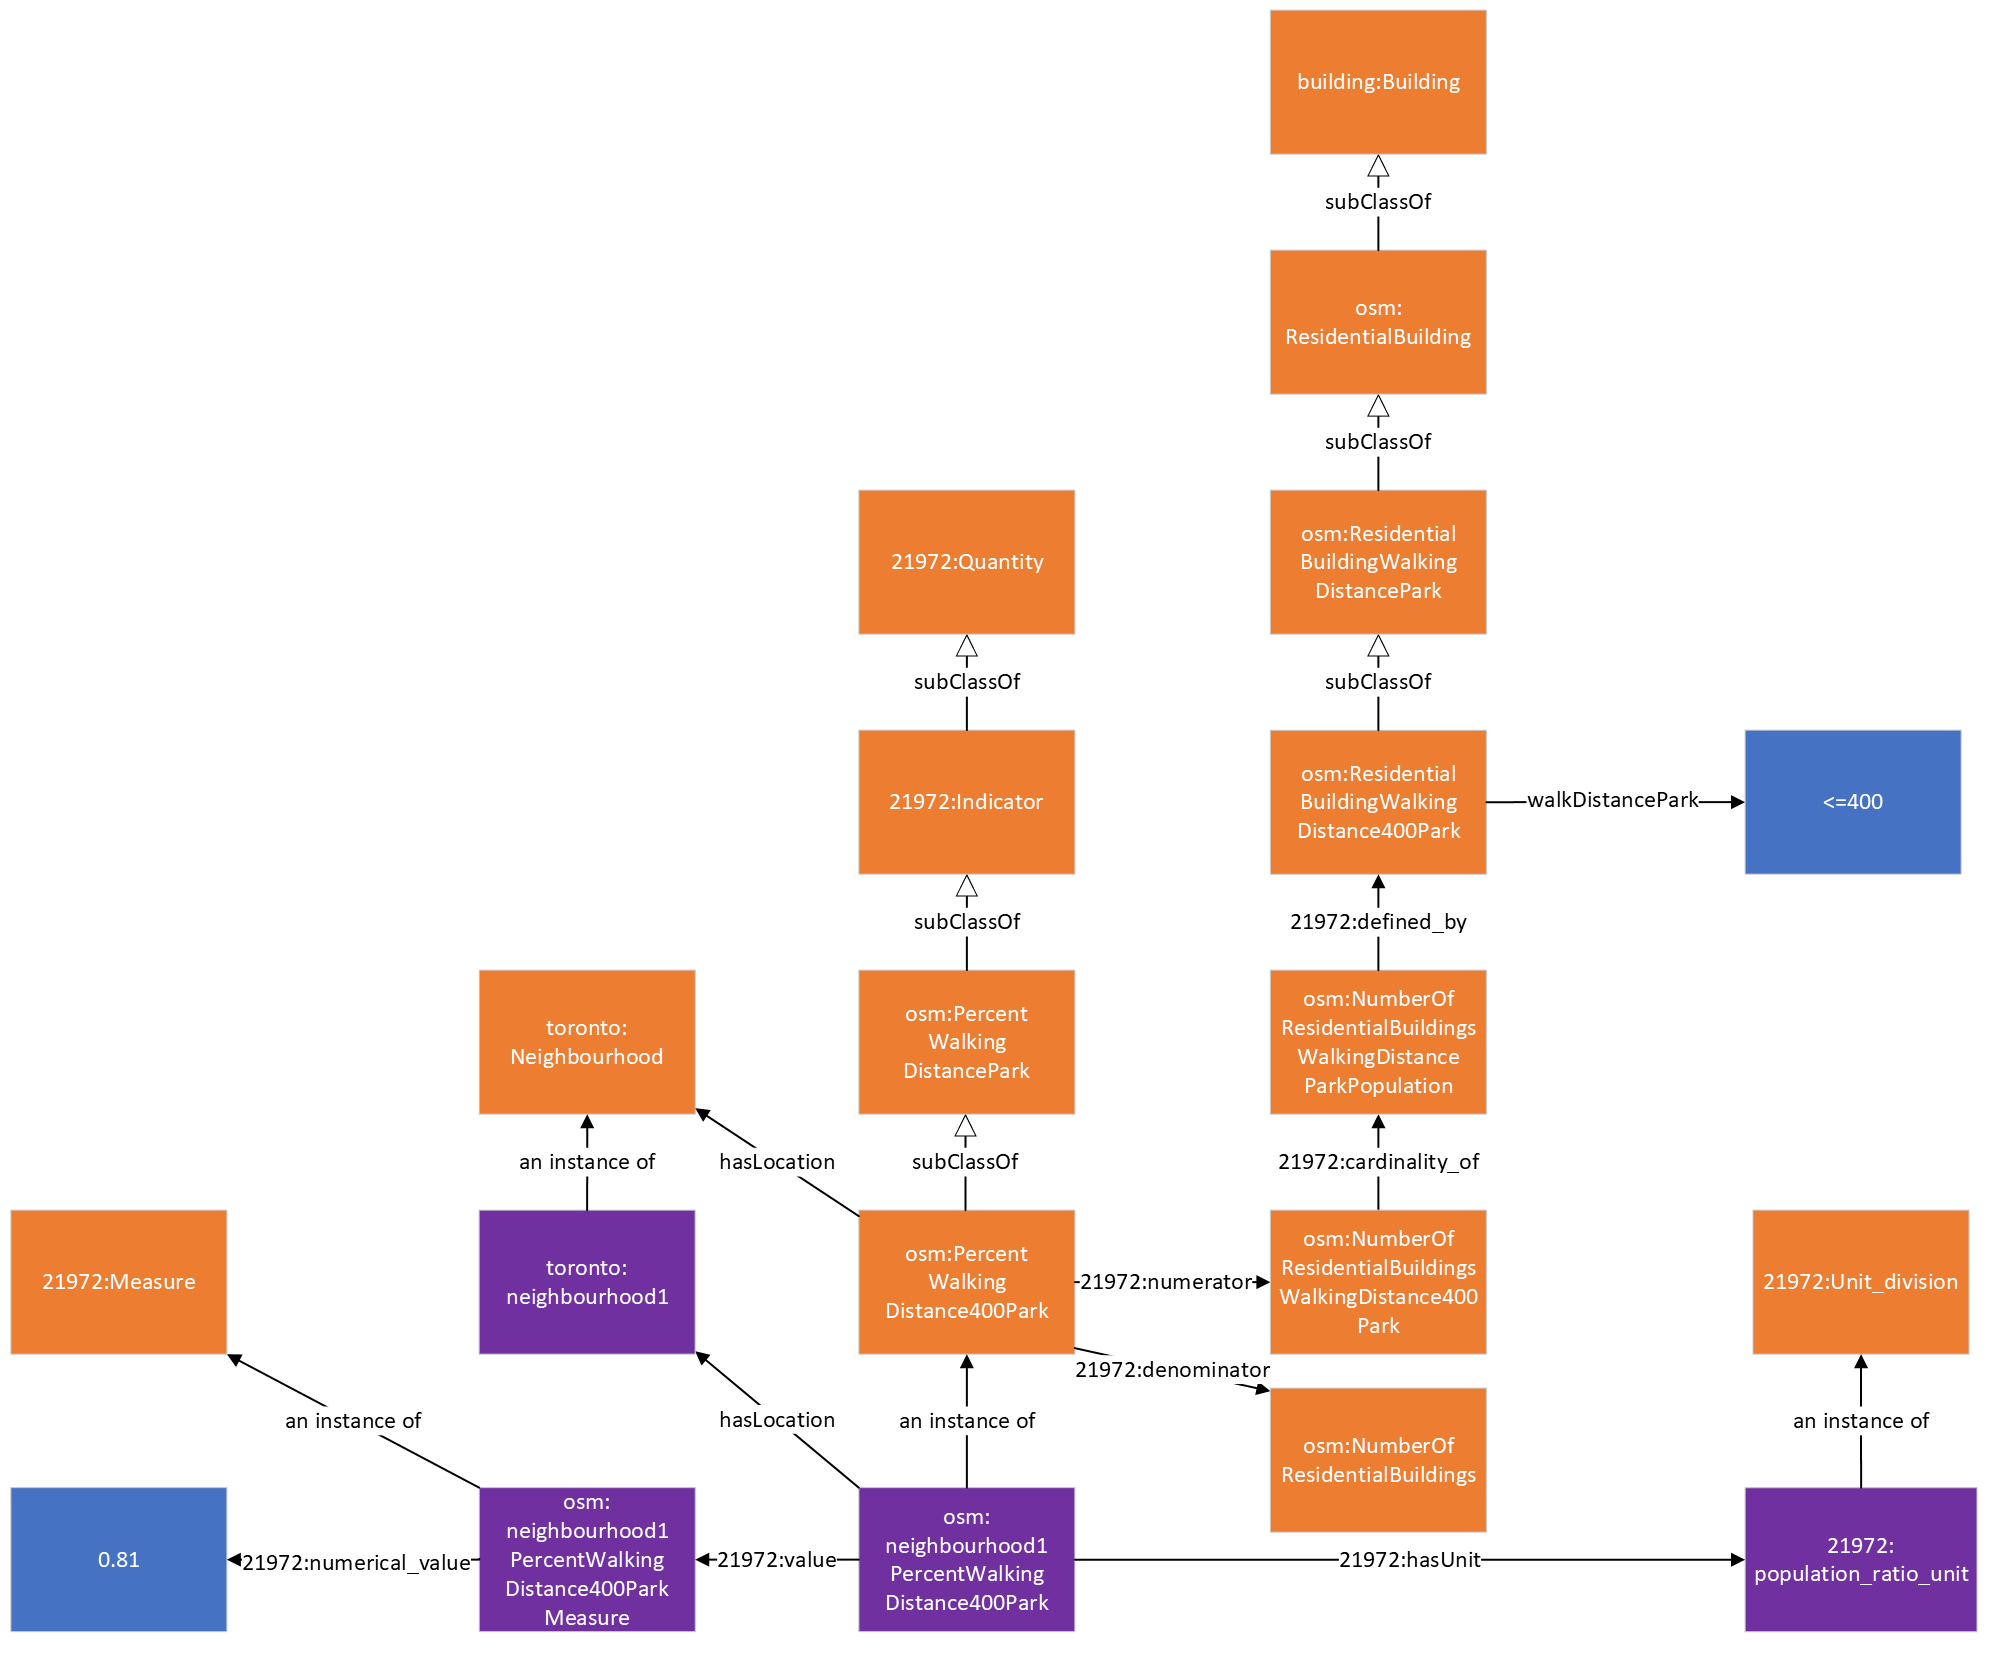 building:Building
subClassOf
osm:
ResidentialBuilding
subClassOf
osm:Residential
BuildingWalking
DistancePark
21972:Quantity
subClassOf
subClassOf
21972:Indicator
osm:Residential
BuildingWalking
Distance400Park
walkDistancePark
<=400
subClassOf
21972:defined_by
toronto:
Neighbourhood
osm:Percent
Walking
DistancePark
osm:NumberOf
ResidentialBuildings
WalkingDistance
ParkPopulation
an instance of
hasLocation
subClassOf
21972:cardinality_of
21972:Measure
toronto:
neighbourhood1
osm:Percent
Walking
Distance400Park
21972:numerator
osm:NumberOf
ResidentialBuildings
WalkingDistance400
Park
21972:Unit_division
21972:denominator
an instance of
hasLocation
an instance of
osm:NumberOf
ResidentialBuildings
an instance of
0.81
21972:numerical_value
osm:
neighbourhood1
PercentWalking
Distance400Park
Measure
21972:value
osm:
neighbourhood1
PercentWalking
Distance400Park
21972:hasUnit
21972:
population_ratio_unit